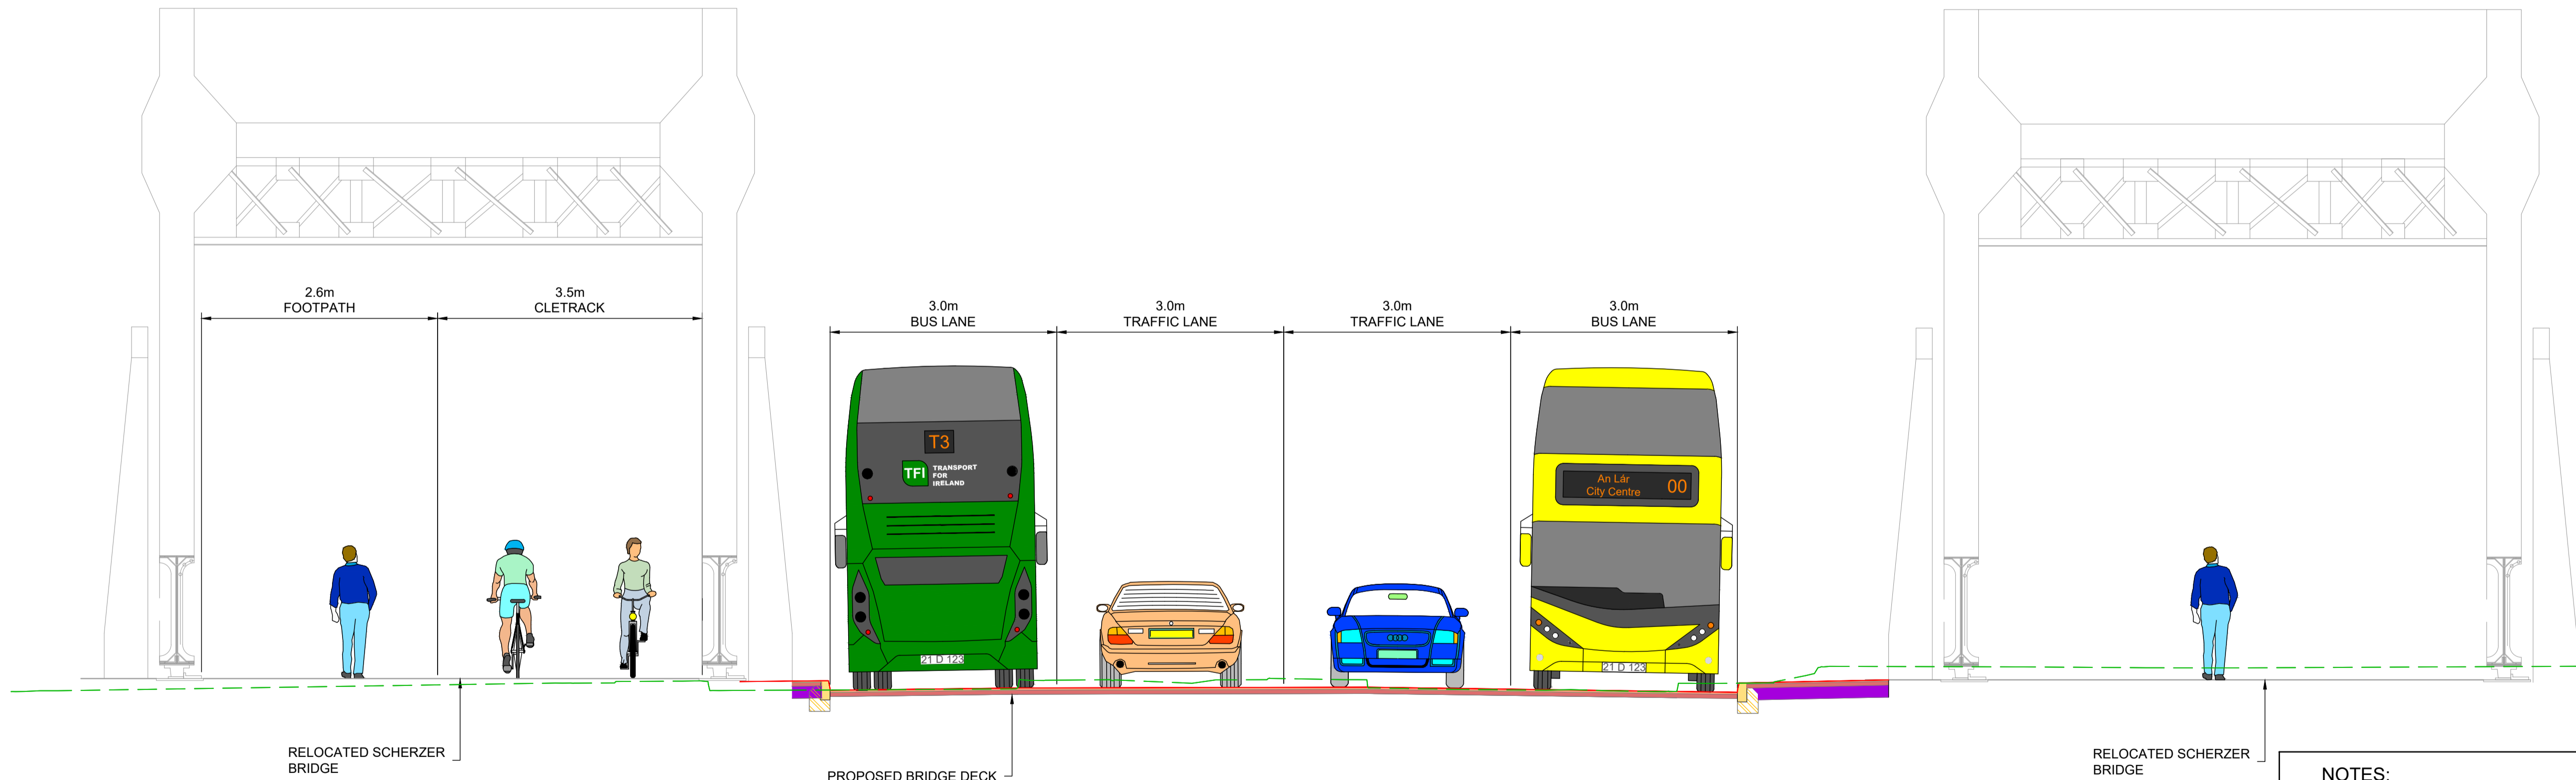 2.6m
FOOTPATH
3.5m
CLETRACK
3.0m
BUS LANE
3.0m
TRAFFIC LANE
3.0m
TRAFFIC LANE
3.0m
BUS LANE
T3
TFI
TRANSPORT
FOR
IRELAND
21 D 123
An Lár
City Centre
00
21 D 123
RELOCATED SCHERZER
BRIDGE
PROPOSED BRIDGE DECK
RELOCATED SCHERZER
BRIDGE
NOTES: